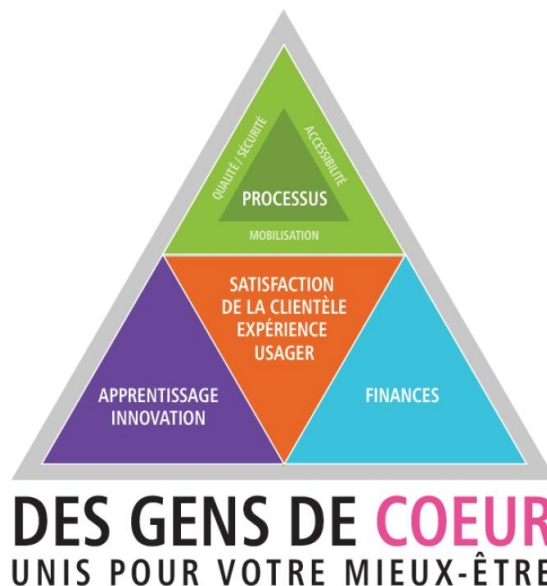 QUALITÉ / SÉCURITÉ
ACCESSIBILITÉ
PROCESSUS
MOBILISATION
SATISFACTION
DE LA CLIENTÈLE
EXPÉRIENCE
USAGER
APPRENTISSAGE
INNOVATION
FINANCES
DES GENS DE COEUR
UNIS POUR VOTRE MIEUX-ÊTRE